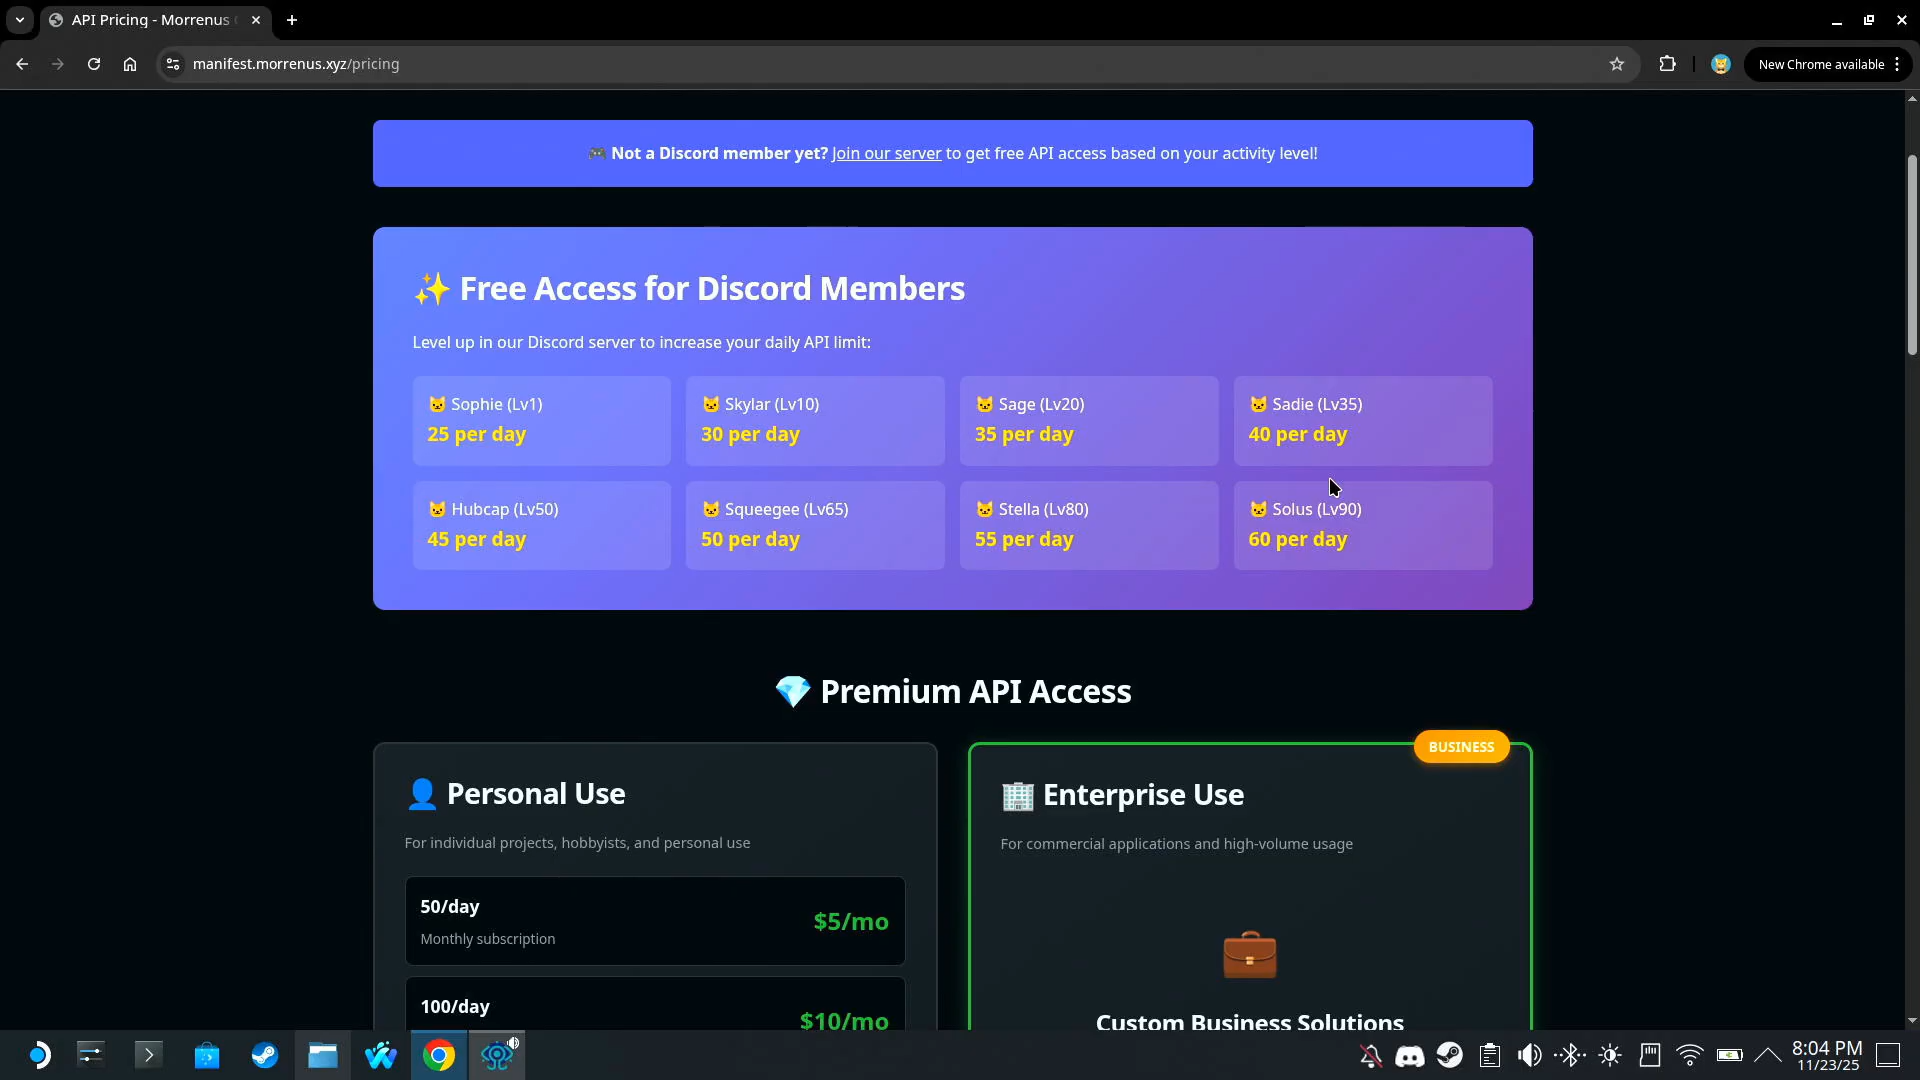 API Pricing - Morrenus
manifest.morrenus.xyz/pricing
New Chrome available
🎮 Not a Discord member yet? Join our server to get free API access based on your activity level!
✨ Free Access for Discord Members
Level up in our Discord server to increase your daily API limit:
🐱 Sophie (Lv1)
25 per day
🐱 Skylar (Lv10)
30 per day
🐱 Sage (Lv20)
35 per day
🐱 Sadie (Lv35)
40 per day
🐱 Hubcap (Lv50)
45 per day
🐱 Squeegee (Lv65)
50 per day
🐱 Stella (Lv80)
55 per day
🐱 Solus (Lv90)
60 per day
💎 Premium API Access
👤 Personal Use
For individual projects, hobbyists, and personal use
50/day
Monthly subscription
$5/mo
100/day
$10/mo
BUSINESS
🏢 Enterprise Use
For commercial applications and high-volume usage
💼
Custom Business Solutions
8:04 PM
11/23/25